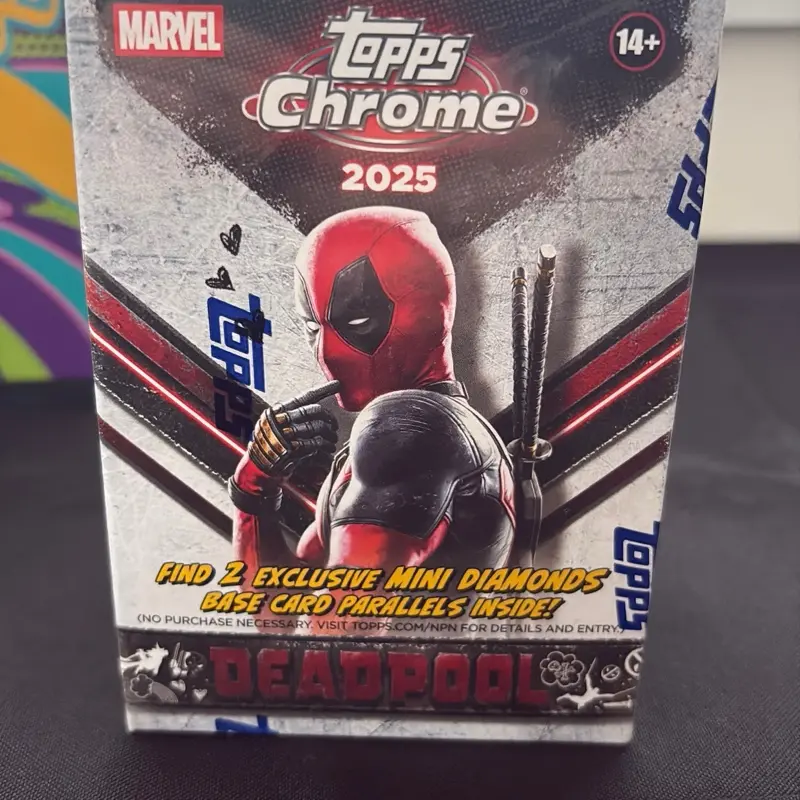 MARVEL
Topps
Chrome®
14+
2025
Topps
Topps
Topps
FIND 2 EXCLUSIVE MINI DIAMONDS
BASE CARD PARALLELS INSIDE!
(NO PURCHASE NECESSARY. VISIT TOPPS.COM/NPN FOR DETAILS AND ENTRY.)
DEADPOOL